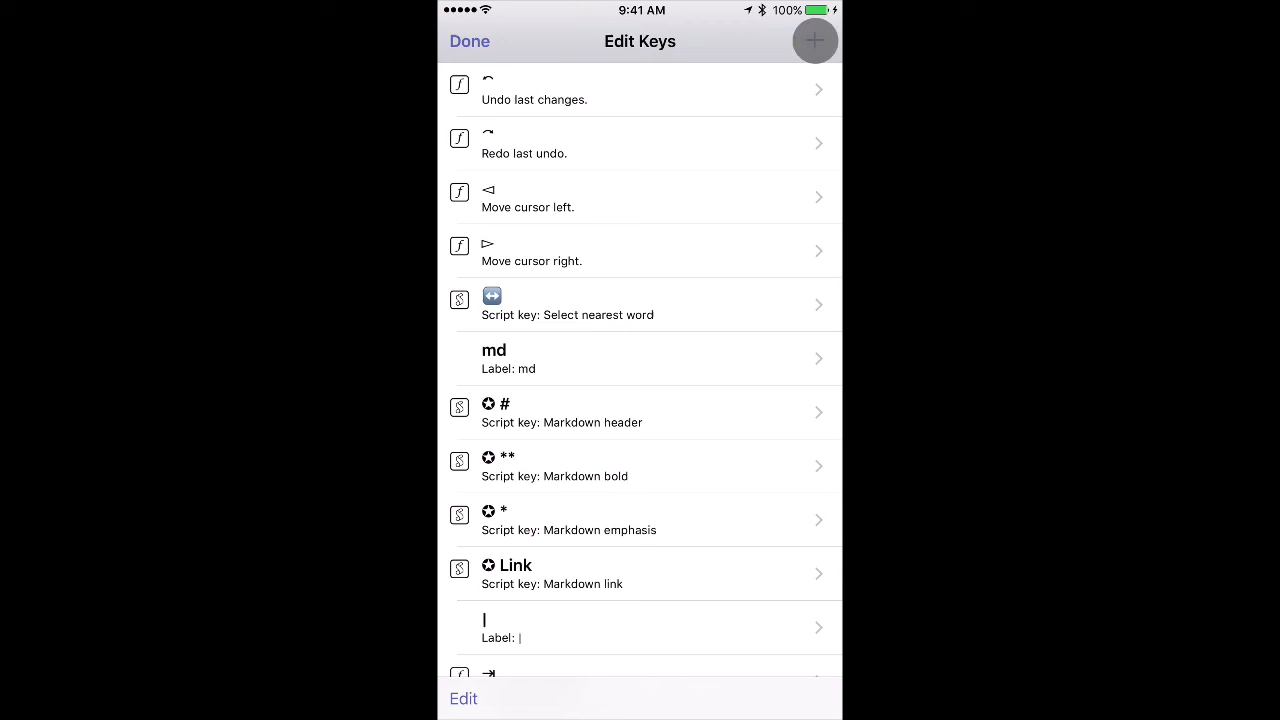 9:41 AM 100%
Done Edit Keys +
Undo last changes.
Redo last undo.
Move cursor left.
Move cursor right.
Script key: Select nearest word
md
Label: md
✪ #
Script key: Markdown header
✪ **
Script key: Markdown bold
✪ *
Script key: Markdown emphasis
✪ Link
Script key: Markdown link
|
Label: |
Edit